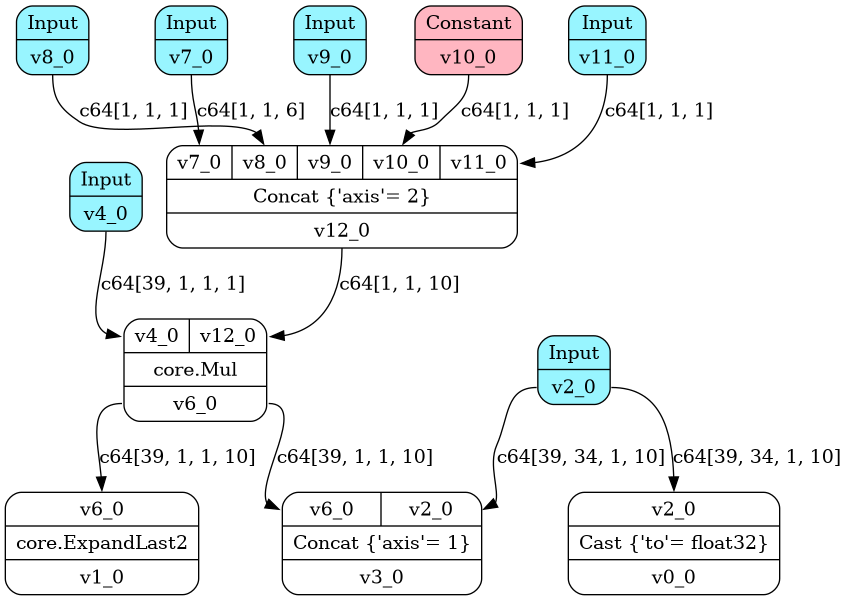 Input
v8_0
Input
v7_0
Input
v9_0
Constant
v10_0
Input
v11_0
c64[1, 1, 1]
c64[1, 1, 6]
c64[1, 1, 1]
c64[1, 1, 1]
c64[1, 1, 1]
v7_0 v8_0 v9_0 v10_0 v11_0
Concat {'axis'= 2}
v12_0
Input
v4_0
c64[39, 1, 1, 1]
c64[1, 1, 10]
v4_0 v12_0
core.Mul
v6_0
Input
v2_0
c64[39, 1, 1, 10]
c64[39, 1, 1, 10]
c64[39, 34, 1, 10]
c64[39, 34, 1, 10]
v6_0
core.ExpandLast2
v1_0
v6_0 v2_0
Concat {'axis'= 1}
v3_0
v2_0
Cast {'to'= float32}
v0_0